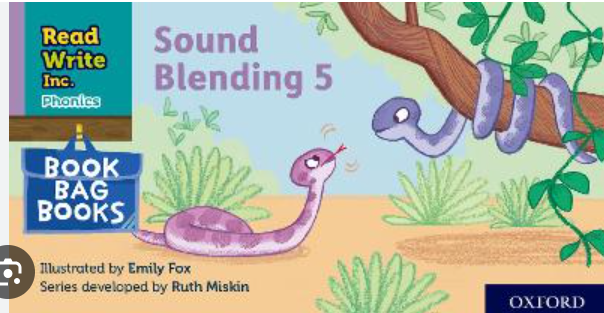 Read
Write
Inc.
Phonics
Sound
Blending 5
BOOK
BAG
BOOKS
Illustrated by Emily Fox
Series developed by Ruth Miskin
OXFORD